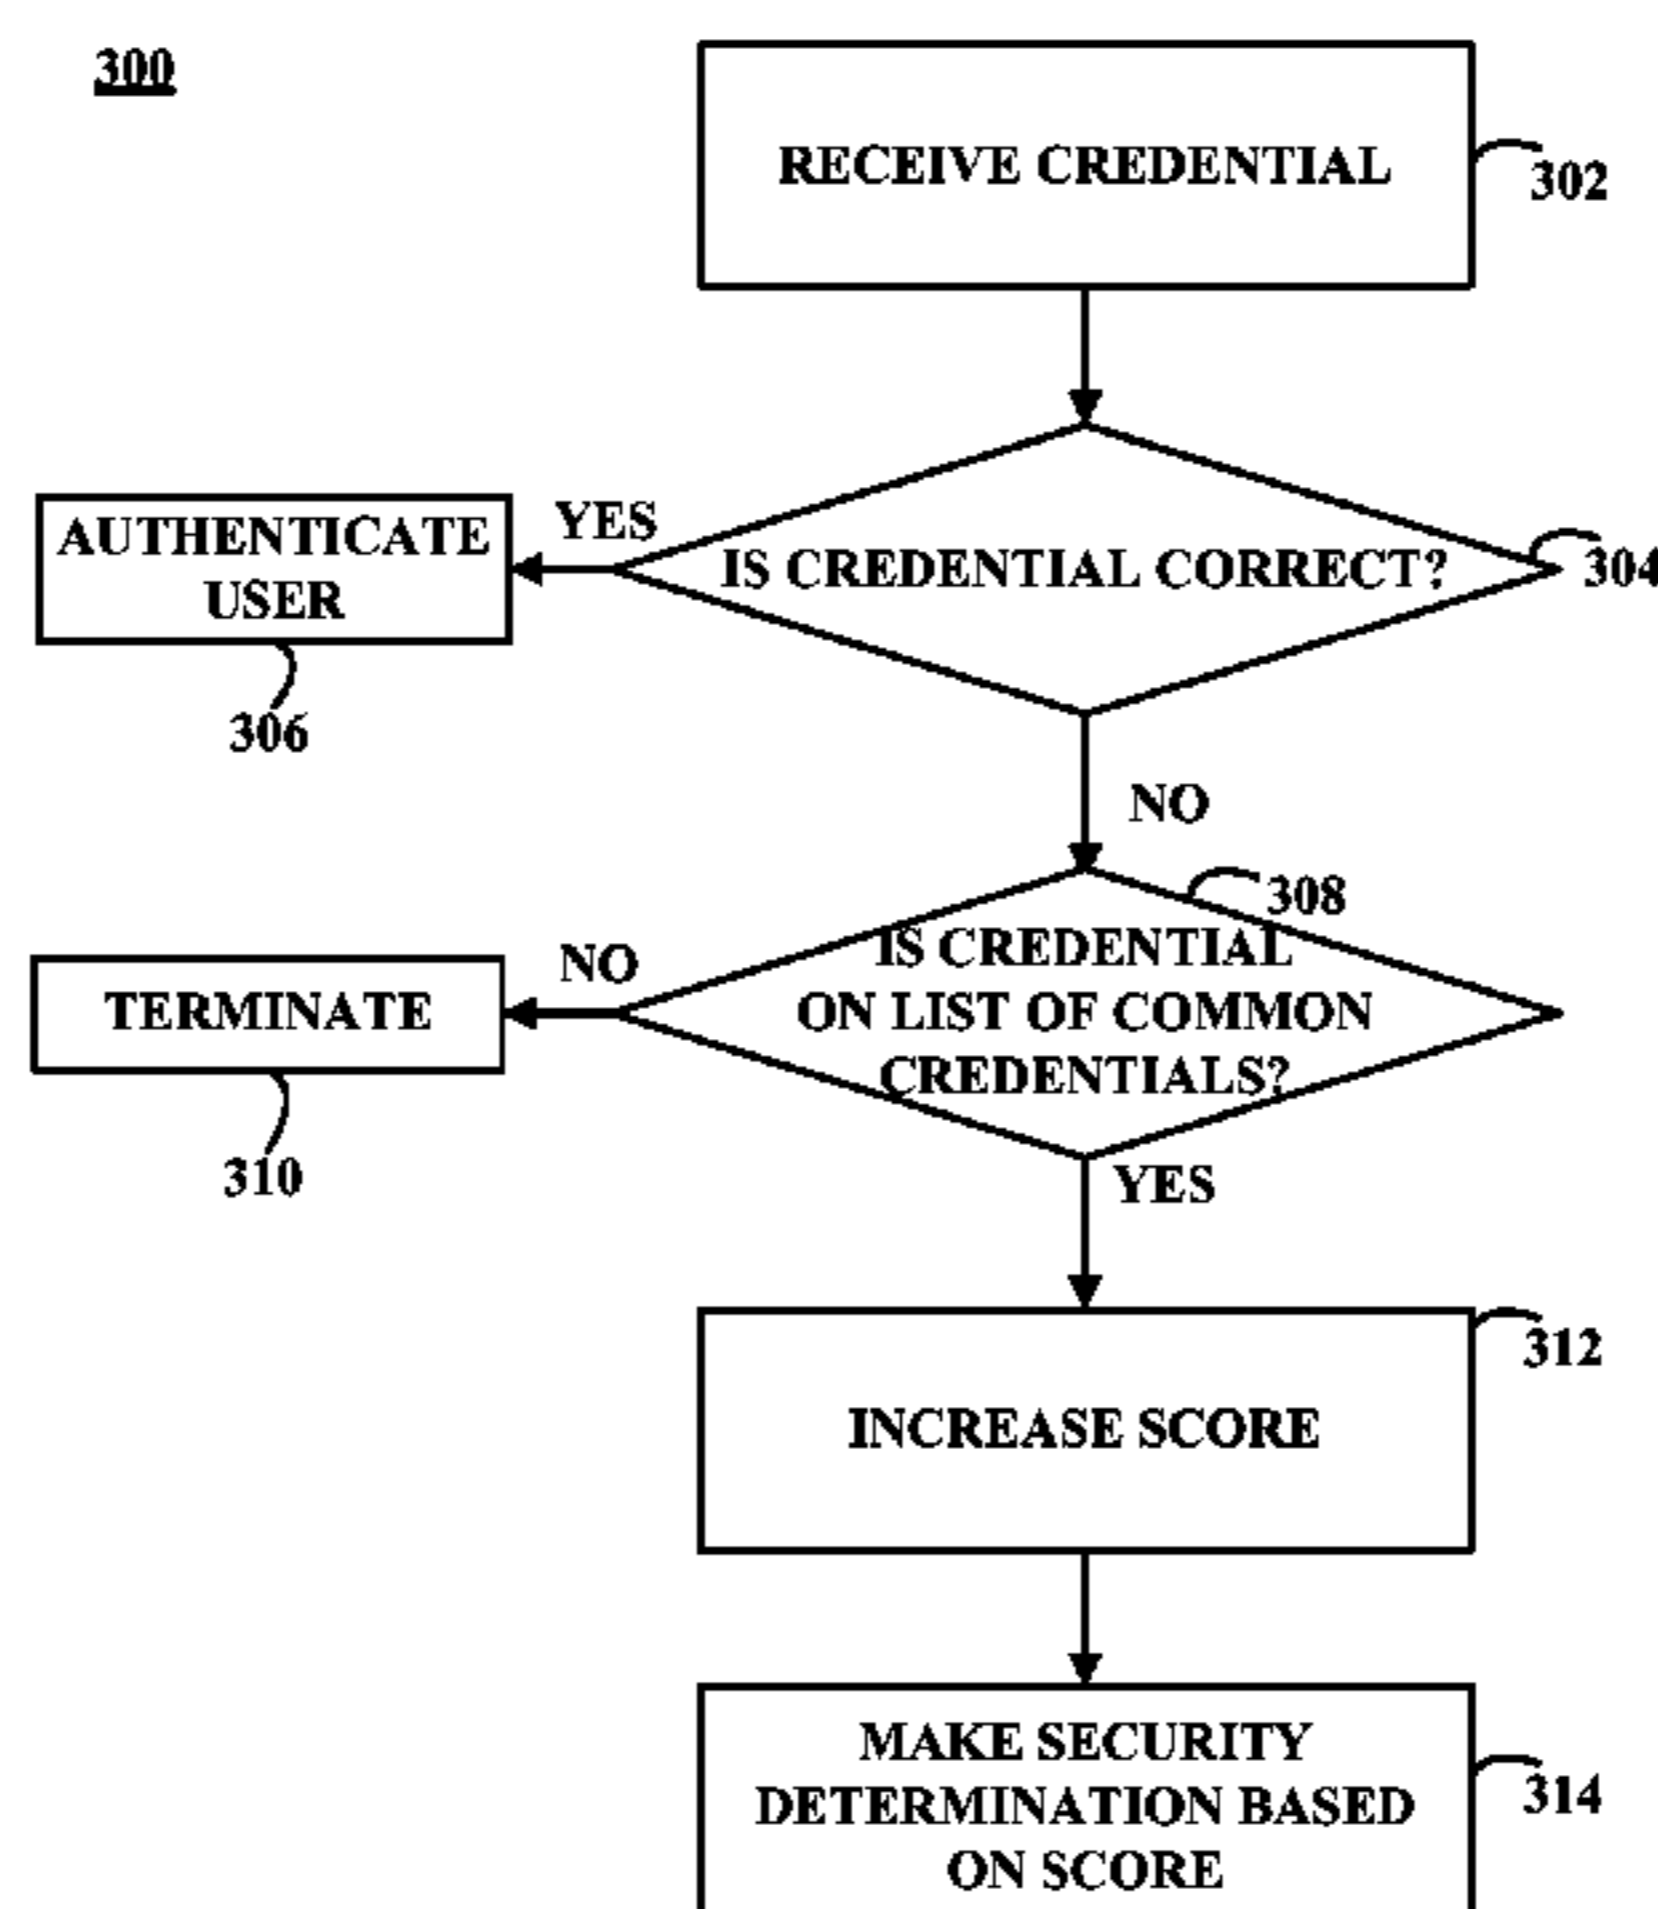 300
RECEIVE CREDENTIAL
302
IS CREDENTIAL CORRECT?
304
YES
AUTHENTICATE
USER
306
NO
308
IS CREDENTIAL
ON LIST OF COMMON
CREDENTIALS?
NO
TERMINATE
310
YES
312
INCREASE SCORE
MAKE SECURITY
DETERMINATION BASED
ON SCORE
314